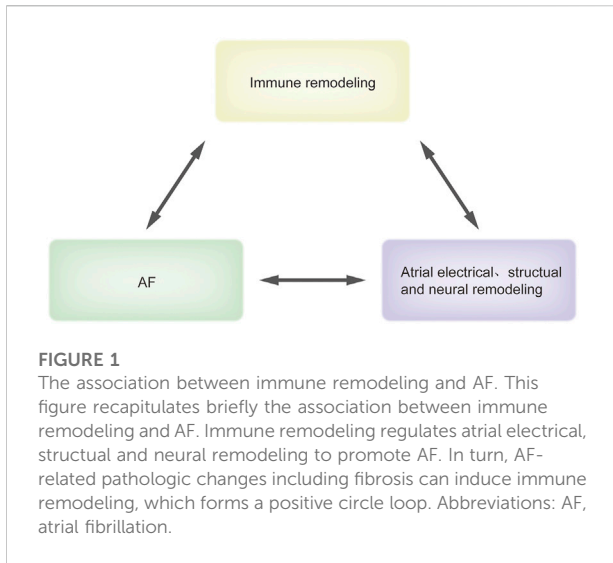 Immune remodeling
AF
Atrial electrical、structual
and neural remodeling
FIGURE 1
The association between immune remodeling and AF. This
figure recapitulates briefly the association between immune
remodeling and AF. Immune remodeling regulates atrial electrical,
structual and neural remodeling to promote AF. In turn, AF-
related pathologic changes including fibrosis can induce immune
remodeling, which forms a positive circle loop. Abbreviations: AF,
atrial fibrillation.